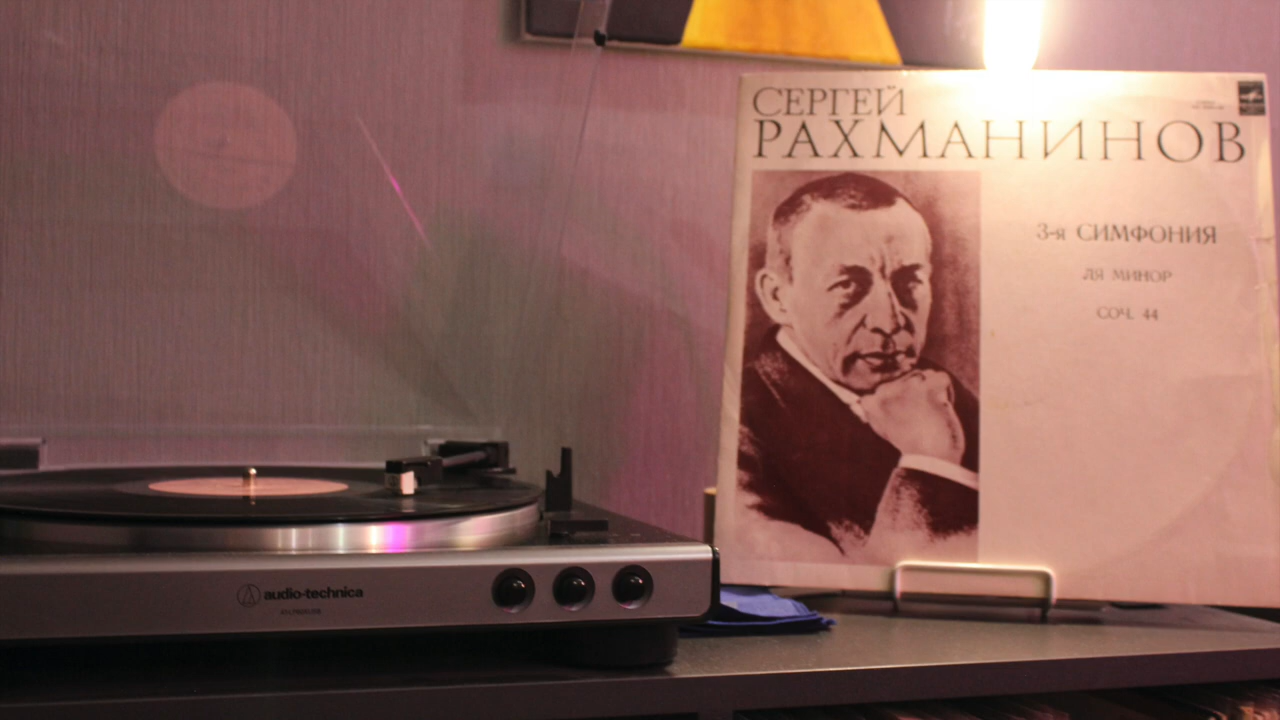 СЕРГЕЙ
РАХМАНИНОВ
3-я СИМФОНИЯ
ЛЯ МИНОР
СОЧ. 44
audio-technica